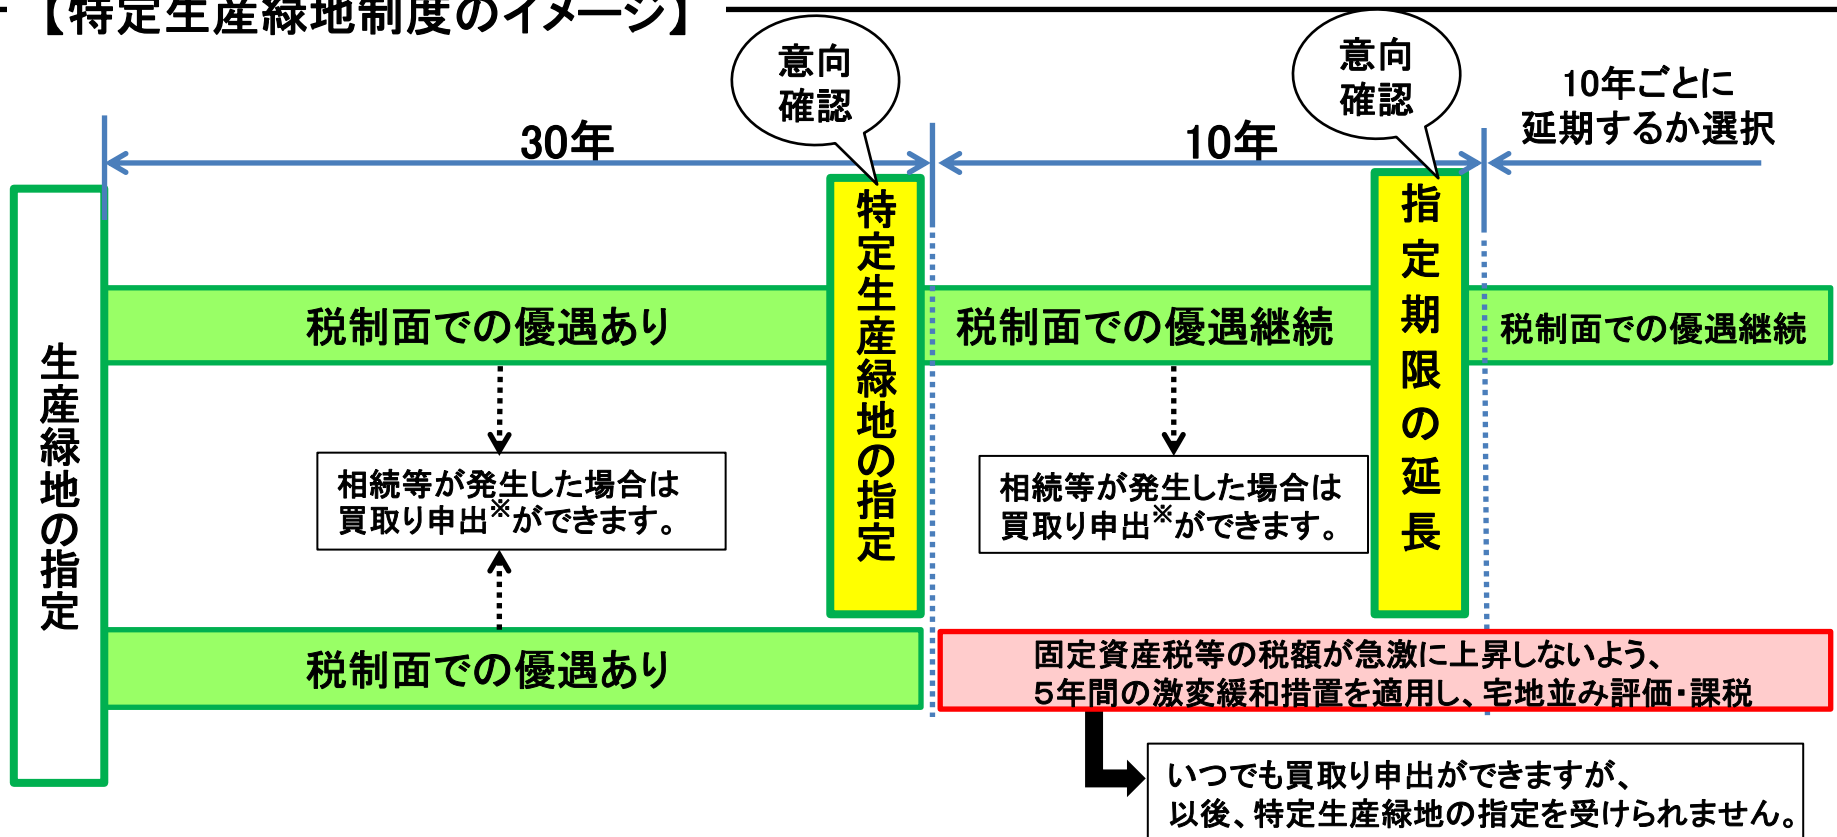 【特定生産緑地制度のイメージ】
意向
確認
意向
確認
10年ごとに
延期するか選択
30年
10年
生産緑地の指定
特定生産緑地の指定
指定期限の延長
税制面での優遇あり
税制面での優遇継続
税制面での優遇継続
相続等が発生した場合は
買取り申出※ができます。
相続等が発生した場合は
買取り申出※ができます。
税制面での優遇あり
固定資産税等の税額が急激に上昇しないよう、
5年間の激変緩和措置を適用し、宅地並み評価・課税
いつでも買取り申出ができますが、
以後、特定生産緑地の指定を受けられません。